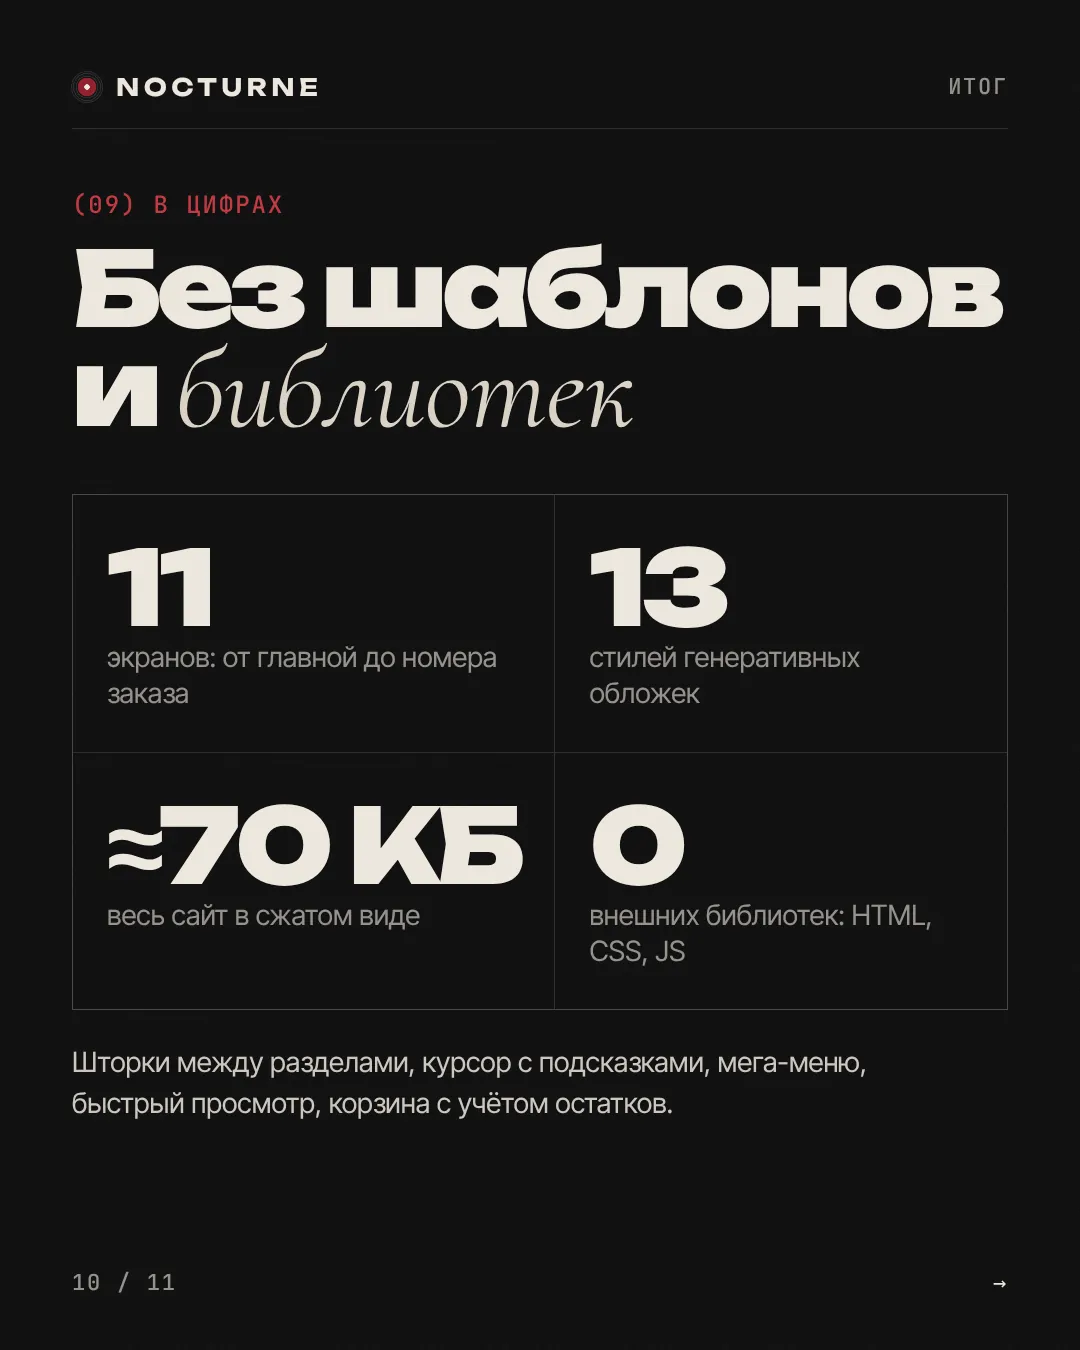 NOCTURNE
ИТОГ
(09) В ЦИФРАХ
Без шаблонов
и библиотек
11
экранов: от главной до номера
заказа
13
стилей генеративных
обложек
≈70 КБ
весь сайт в сжатом виде
0
внешних библиотек: HTML,
CSS, JS
Шторки между разделами, курсор с подсказками, мега-меню,
быстрый просмотр, корзина с учётом остатков.
10 / 11
→